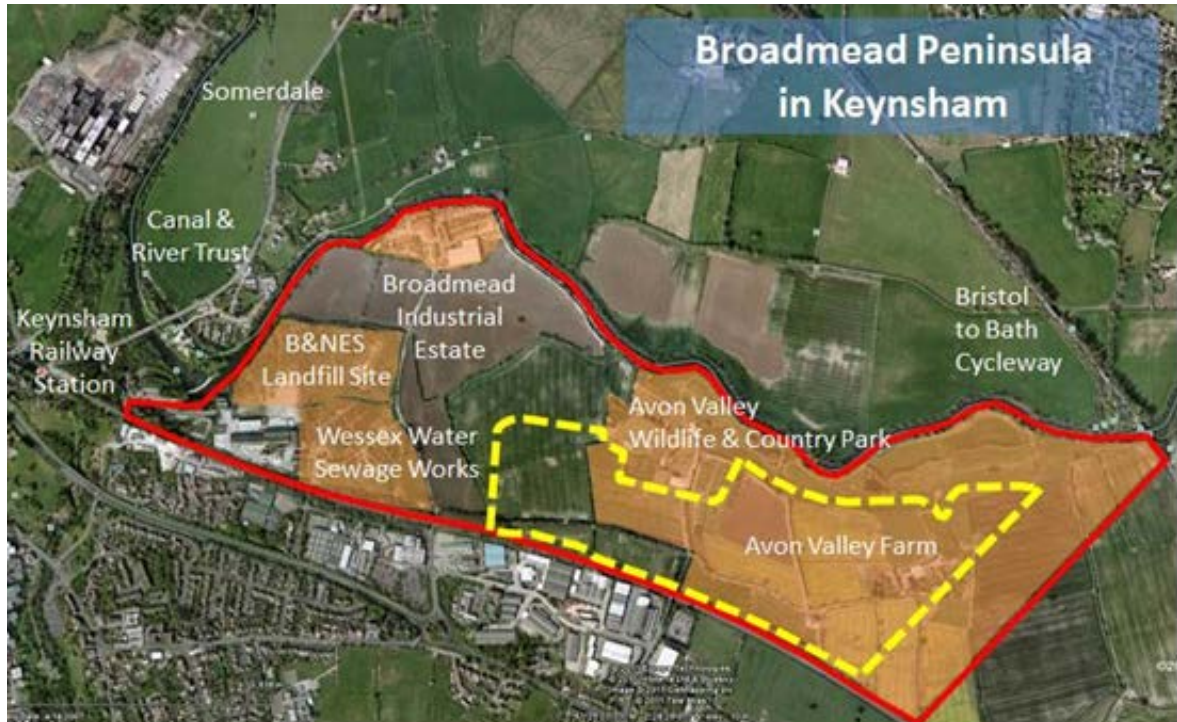 Broadmead Peninsula
in Keynsham
Somerdale
Canal &
River Trust
Keynsham
Railway
Station
Broadmead
Industrial
Estate
B&NES
Landfill Site
Wessex Water
Sewage Works
Avon Valley
Wildlife & Country Park
Avon Valley Farm
Bristol
to Bath
Cycleway